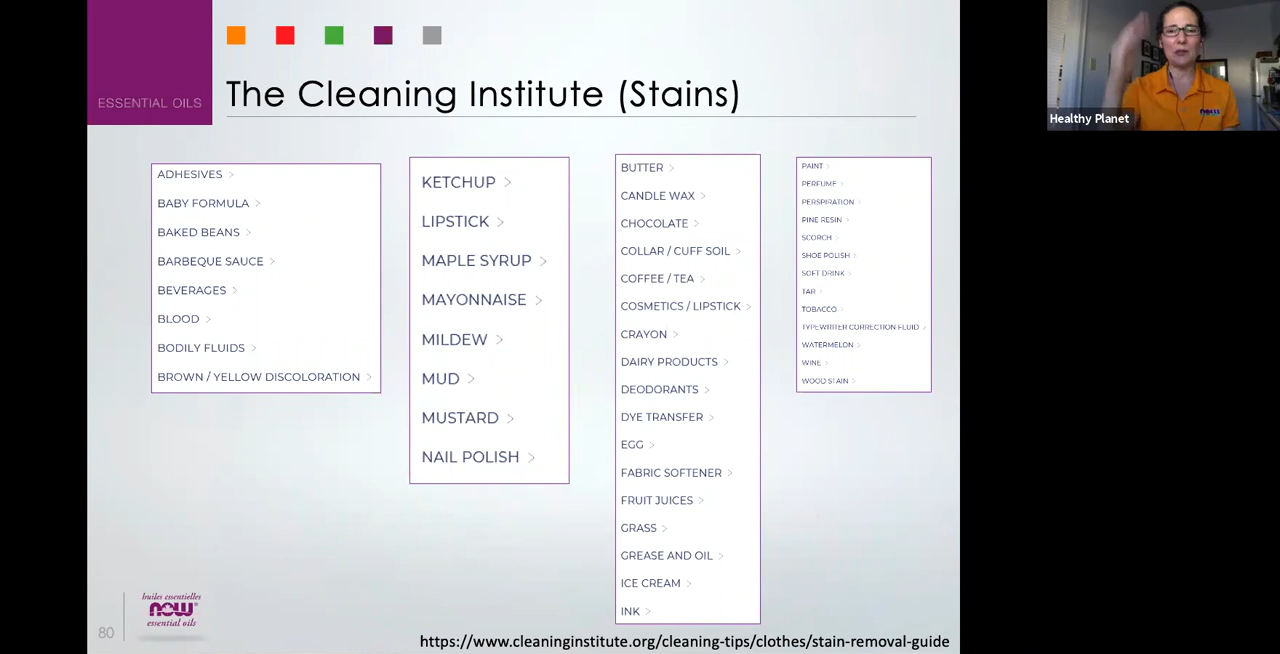 ESSENTIAL OILS
The Cleaning Institute (Stains)
ADHESIVES >
BABY FORMULA >
BAKED BEANS >
BARBEQUE SAUCE >
BEVERAGES >
BLOOD >
BODILY FLUIDS >
BROWN / YELLOW DISCOLORATION >
KETCHUP >
LIPSTICK >
MAPLE SYRUP >
MAYONNAISE >
MILDEW >
MUD >
MUSTARD >
NAIL POLISH >
BUTTER >
CANDLE WAX >
CHOCOLATE >
COLLAR / CUFF SOIL >
COFFEE / TEA >
COSMETICS / LIPSTICK >
CRAYON >
DAIRY PRODUCTS >
DEODORANTS >
DYE TRANSFER >
EGG >
FABRIC SOFTENER >
FRUIT JUICES >
GRASS >
GREASE AND OIL >
ICE CREAM >
INK >
PAINT >
PERFUME >
PERSPIRATION >
PINE RESIN >
SCORCH >
SHOE POLISH >
SOFT DRINK >
TAR >
TOBACCO >
TYPEWRITER CORRECTION FLUID >
WATERMELON >
WINE >
WOOD STAIN >
80
huiles essentielles
NOW®
essential oils
https://www.cleaninginstitute.org/cleaning-tips/clothes/stain-removal-guide
NOW
Healthy Planet